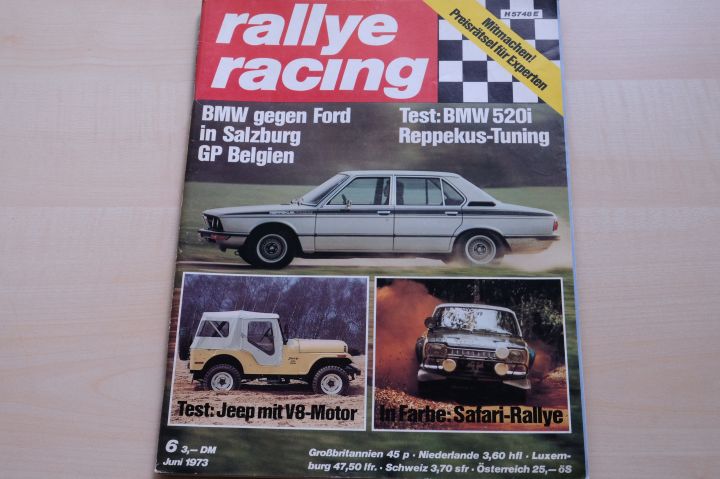 rallye
racing
H 5748 E
Mitmachen!
Preisrätsel für Experten
BMW gegen Ford
in Salzburg
GP Belgien
Test: BMW 520i
Reppekus-Tuning
Test: Jeep mit V8-Motor
In Farbe: Safari-Rallye
6 3,— DM
Juni 1973
Großbritannien 45 p · Niederlande 3,60 hfl · Luxem-
burg 47,50 lfr. · Schweiz 3,70 sfr · Österreich 25,— öS